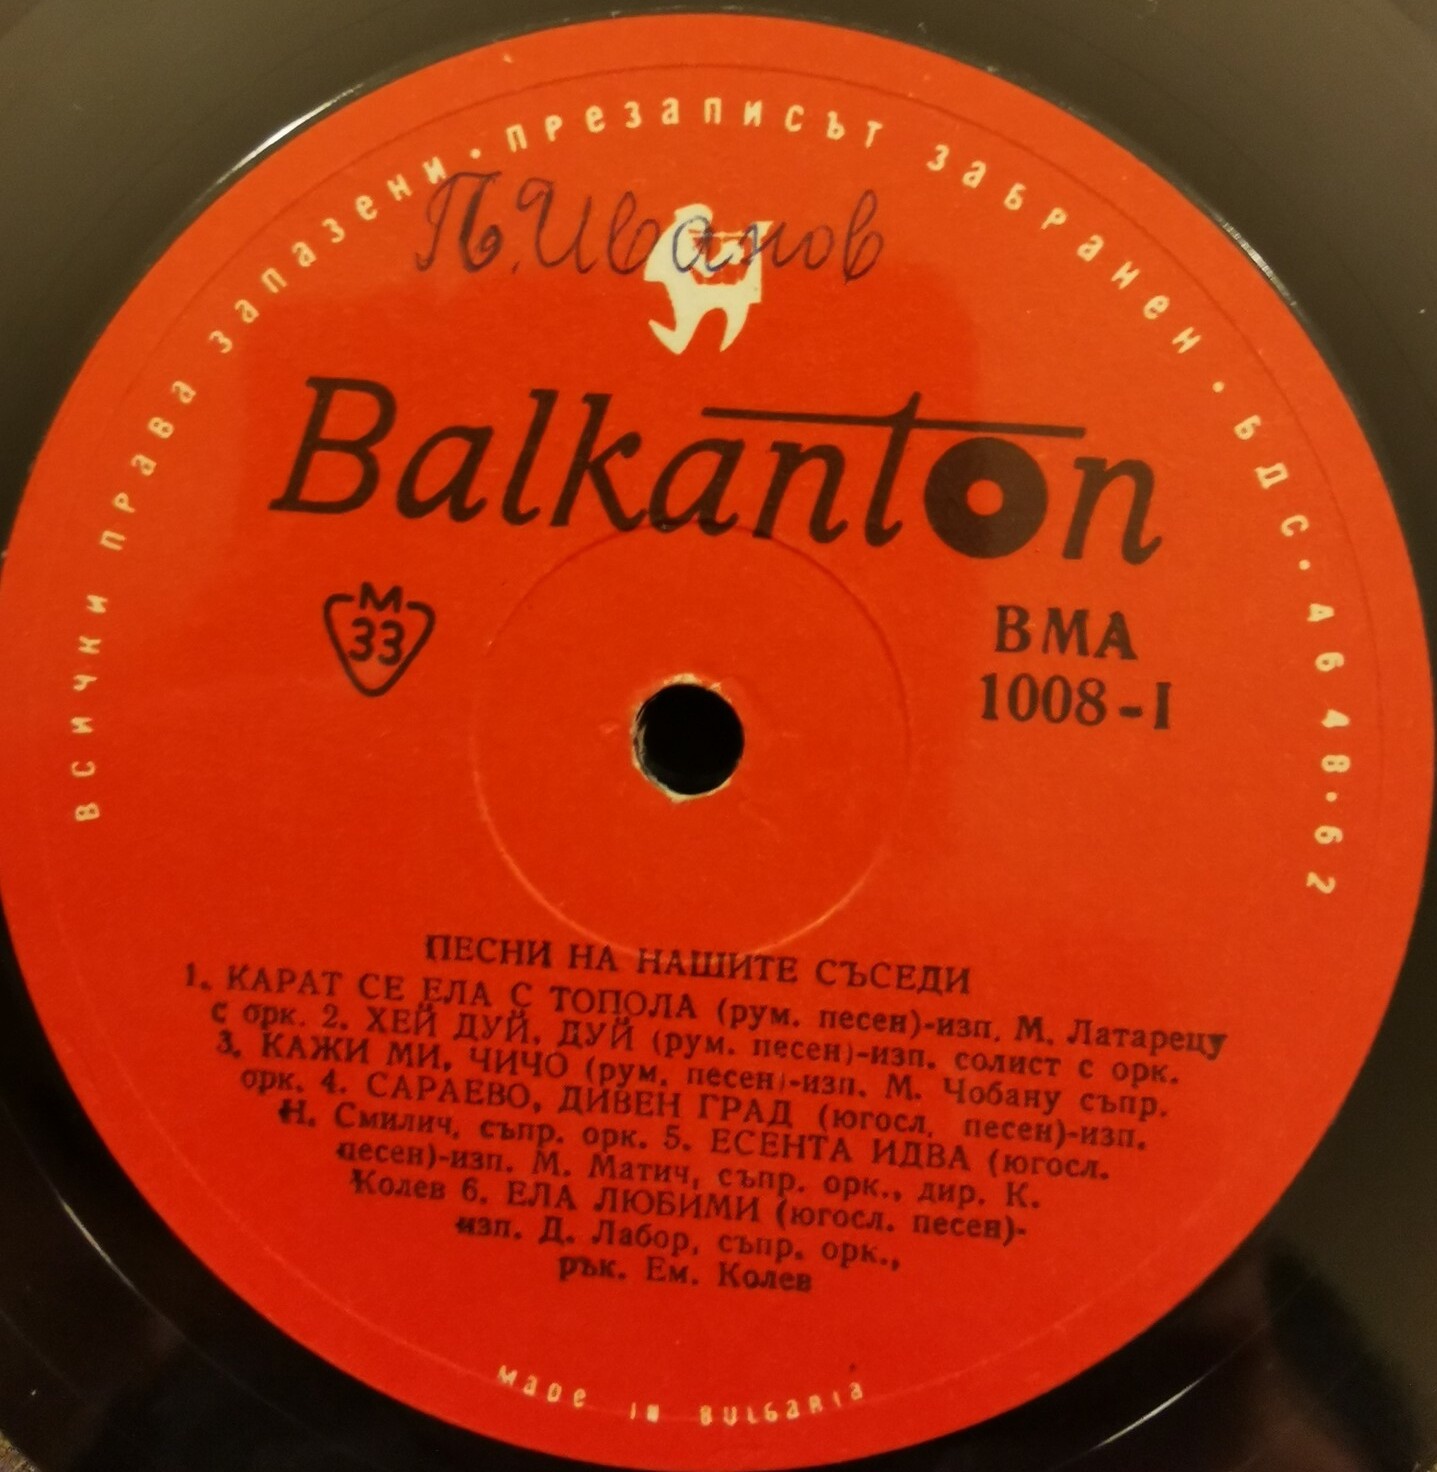 ВСИЧКИ ПРАВА ЗАПАЗЕНИ · ПРЕЗАПИСЪТ ЗАБРАНЕН · БДС · 4648·62
П. Иванов
Balkanton
М
33
ВМА
1008-I
ПЕСНИ НА НАШИТЕ СЪСЕДИ
1. КАРАТ СЕ ЕЛА С ТОПОЛА (рум. песен)-изп. М. Латарецу
с орк. 2. ХЕЙ ДУЙ, ДУЙ (рум. песен)-изп. солист с орк.
3. КАЖИ МИ, ЧИЧО (рум. песен)-изп. М. Чобану съпр.
орк. 4. САРАЕВО, ДИВЕН ГРАД (югосл. песен)-изп.
Н. Смилич, съпр. орк. 5. ЕСЕНТА ИДВА (югосл.
песен)-изп. М. Матич, съпр. орк., дир. К.
Колев 6. ЕЛА ЛЮБИМИ (югосл. песен)-
изп. Д. Лабор, съпр. орк.,
рък. Ем. Колев
MADE IN BULGARIA